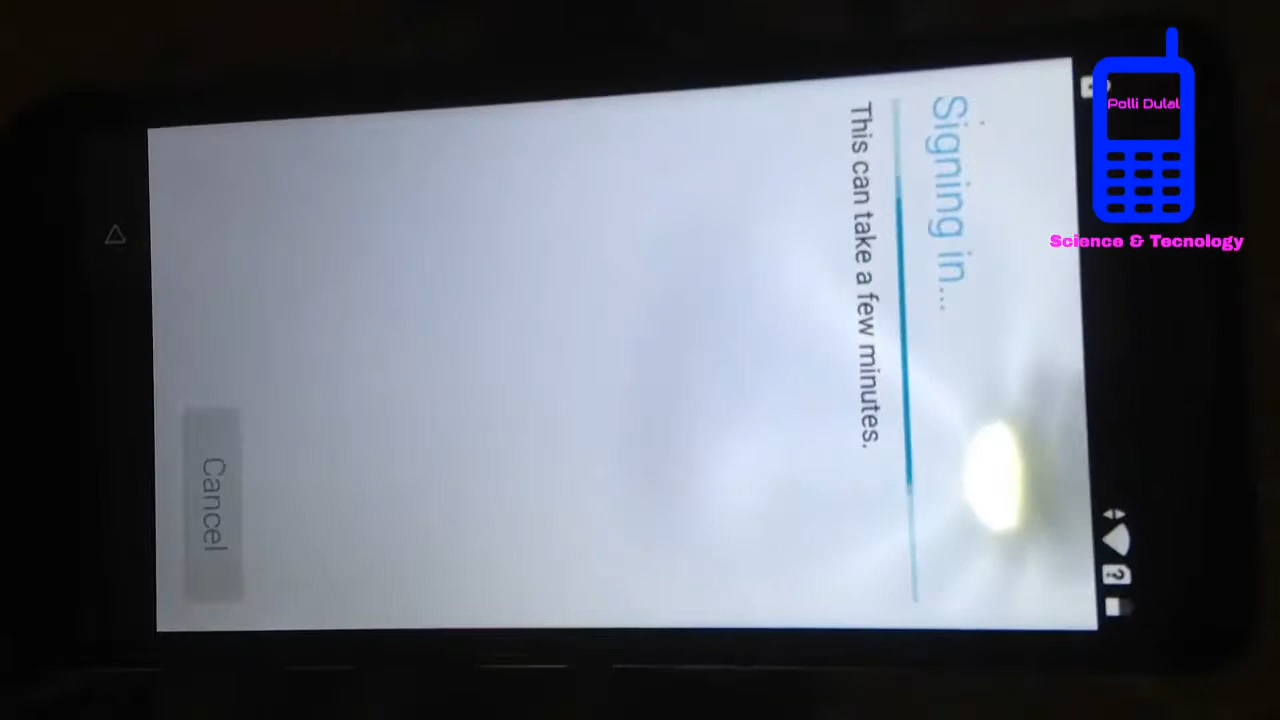 Signing in...
This can take a few minutes.
Cancel
Polli Dulal
Science & Tecnology